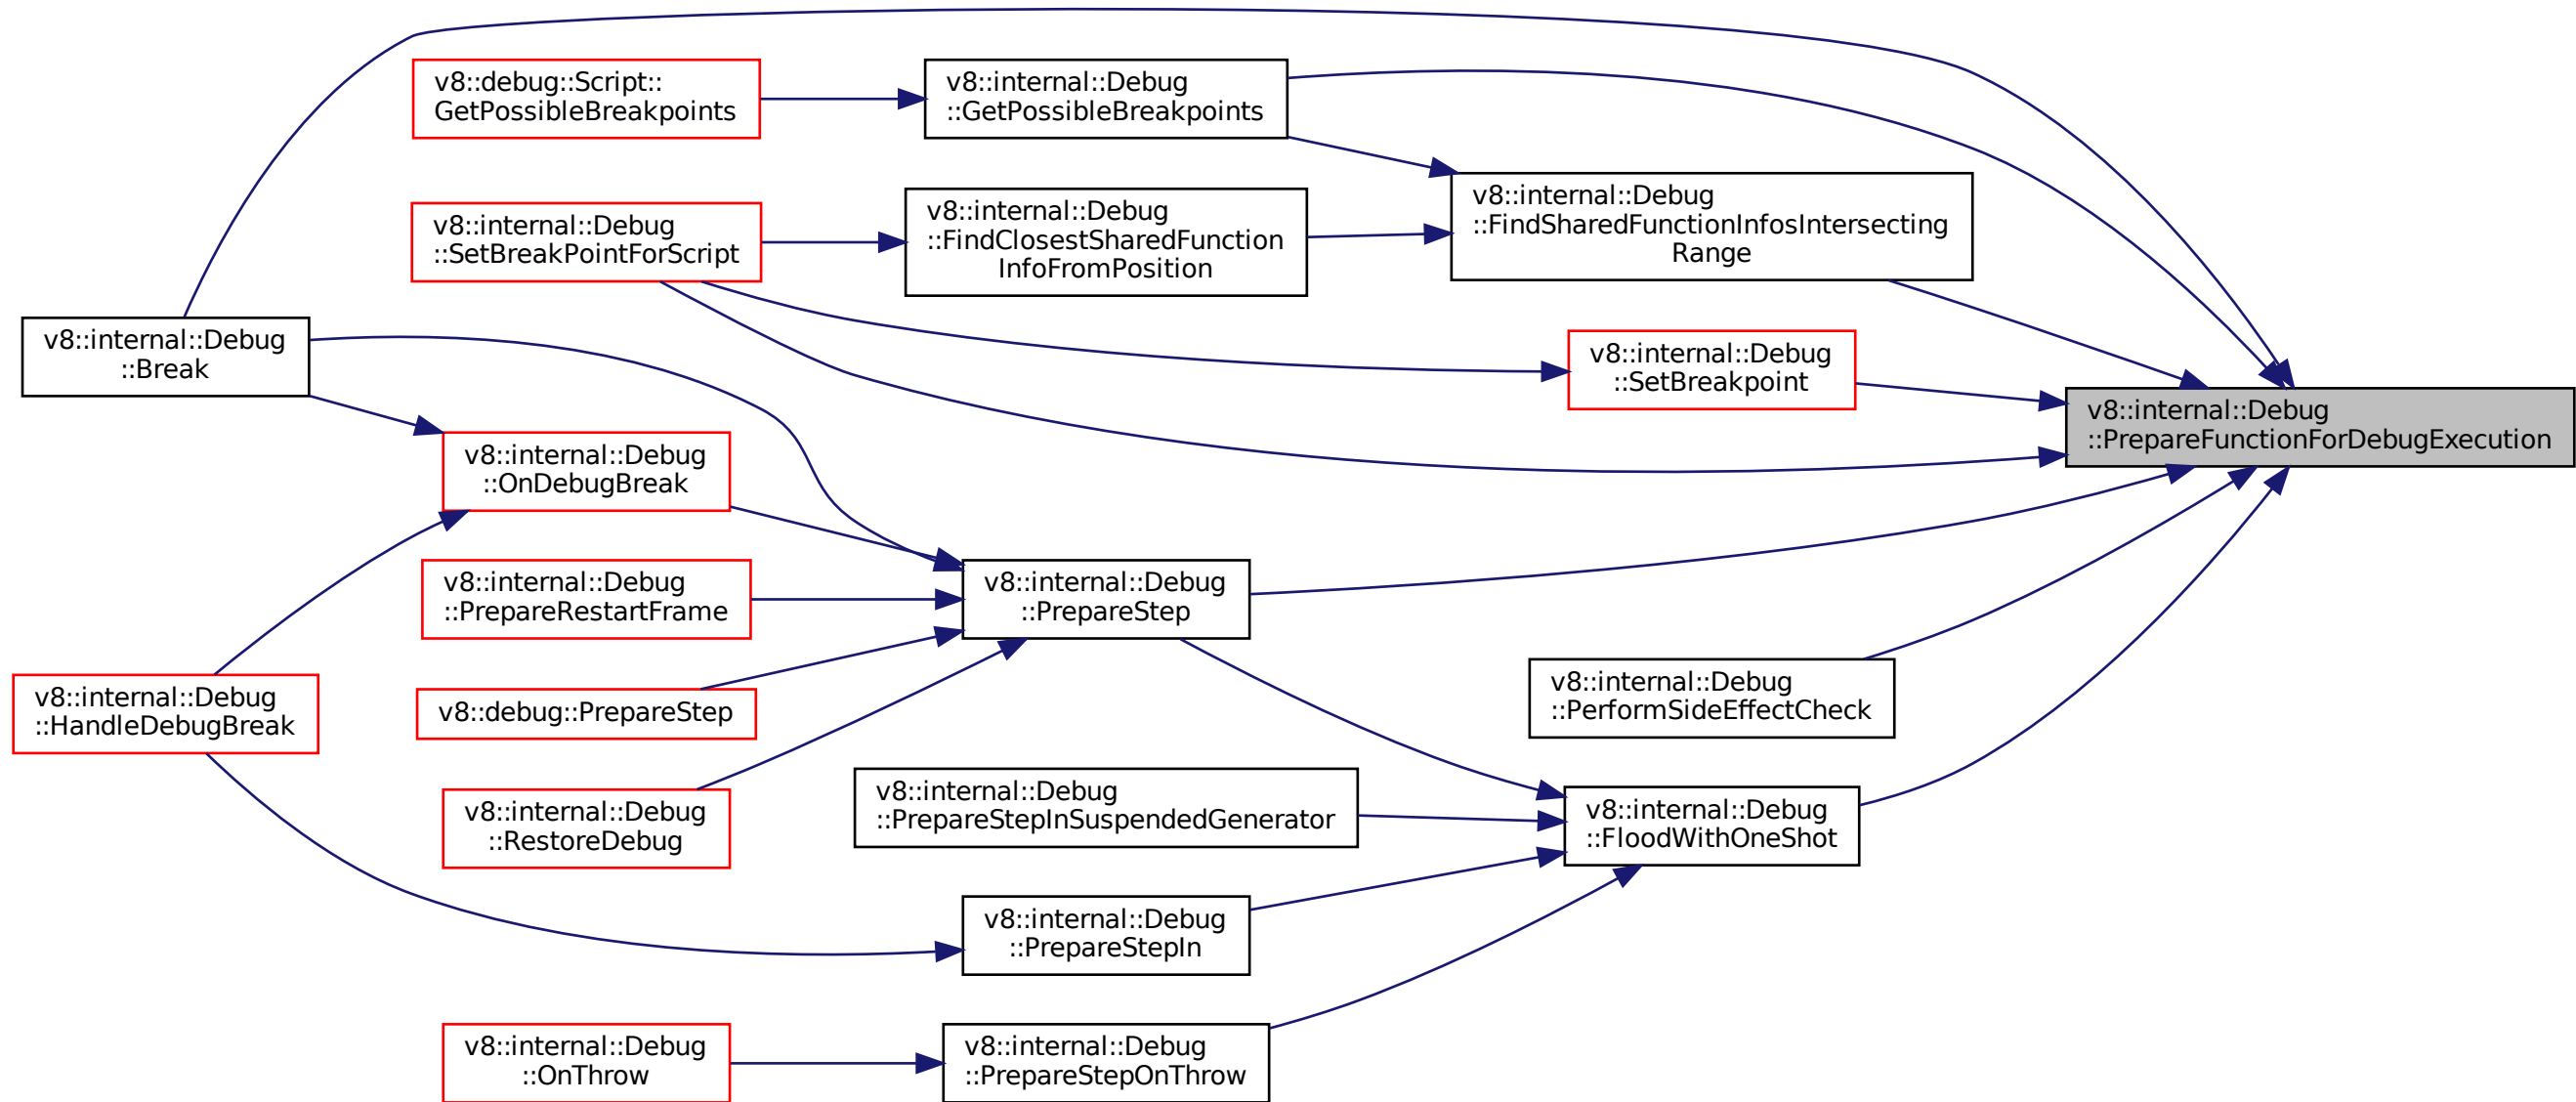 v8::debug::Script::
GetPossibleBreakpoints
v8::internal::Debug
::GetPossibleBreakpoints
v8::internal::Debug
::FindSharedFunctionInfosIntersecting
Range
v8::internal::Debug
::FindClosestSharedFunction
InfoFromPosition
v8::internal::Debug
::SetBreakPointForScript
v8::internal::Debug
::Break
v8::internal::Debug
::SetBreakpoint
v8::internal::Debug
::PrepareFunctionForDebugExecution
v8::internal::Debug
::OnDebugBreak
v8::internal::Debug
::PrepareRestartFrame
v8::internal::Debug
::PrepareStep
v8::internal::Debug
::HandleDebugBreak
v8::debug::PrepareStep
v8::internal::Debug
::PerformSideEffectCheck
v8::internal::Debug
::RestoreDebug
v8::internal::Debug
::PrepareStepInSuspendedGenerator
v8::internal::Debug
::FloodWithOneShot
v8::internal::Debug
::PrepareStepIn
v8::internal::Debug
::OnThrow
v8::internal::Debug
::PrepareStepOnThrow